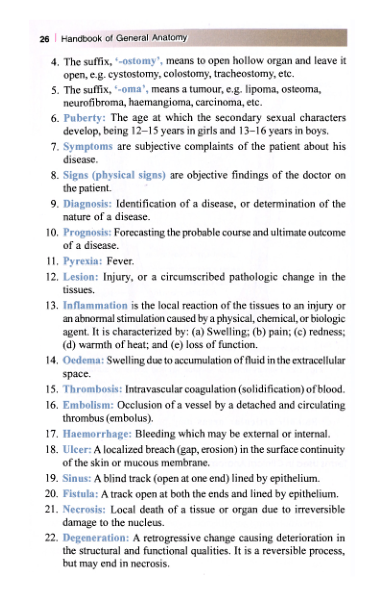 26 | Handbook of General Anatomy
4. The suffix, '-ostomy', means to open hollow organ and leave it
open, e.g. cystostomy, colostomy, tracheostomy, etc.
5. The suffix, '-oma', means a tumour, e.g. lipoma, osteoma,
neurofibroma, haemangioma, carcinoma, etc.
6. Puberty: The age at which the secondary sexual characters
develop, being 12–15 years in girls and 13–16 years in boys.
7. Symptoms are subjective complaints of the patient about his
disease.
8. Signs (physical signs) are objective findings of the doctor on
the patient.
9. Diagnosis: Identification of a disease, or determination of the
nature of a disease.
10. Prognosis: Forecasting the probable course and ultimate outcome
of a disease.
11. Pyrexia: Fever.
12. Lesion: Injury, or a circumscribed pathologic change in the
tissues.
13. Inflammation is the local reaction of the tissues to an injury or
an abnormal stimulation caused by a physical, chemical, or biologic
agent. It is characterized by: (a) Swelling; (b) pain; (c) redness;
(d) warmth of heat; and (e) loss of function.
14. Oedema: Swelling due to accumulation of fluid in the extracellular
space.
15. Thrombosis: Intravascular coagulation (solidification) of blood.
16. Embolism: Occlusion of a vessel by a detached and circulating
thrombus (embolus).
17. Haemorrhage: Bleeding which may be external or internal.
18. Ulcer: A localized breach (gap, erosion) in the surface continuity
of the skin or mucous membrane.
19. Sinus: A blind track (open at one end) lined by epithelium.
20. Fistula: A track open at both the ends and lined by epithelium.
21. Necrosis: Local death of a tissue or organ due to irreversible
damage to the nucleus.
22. Degeneration: A retrogressive change causing deterioration in
the structural and functional qualities. It is a reversible process,
but may end in necrosis.